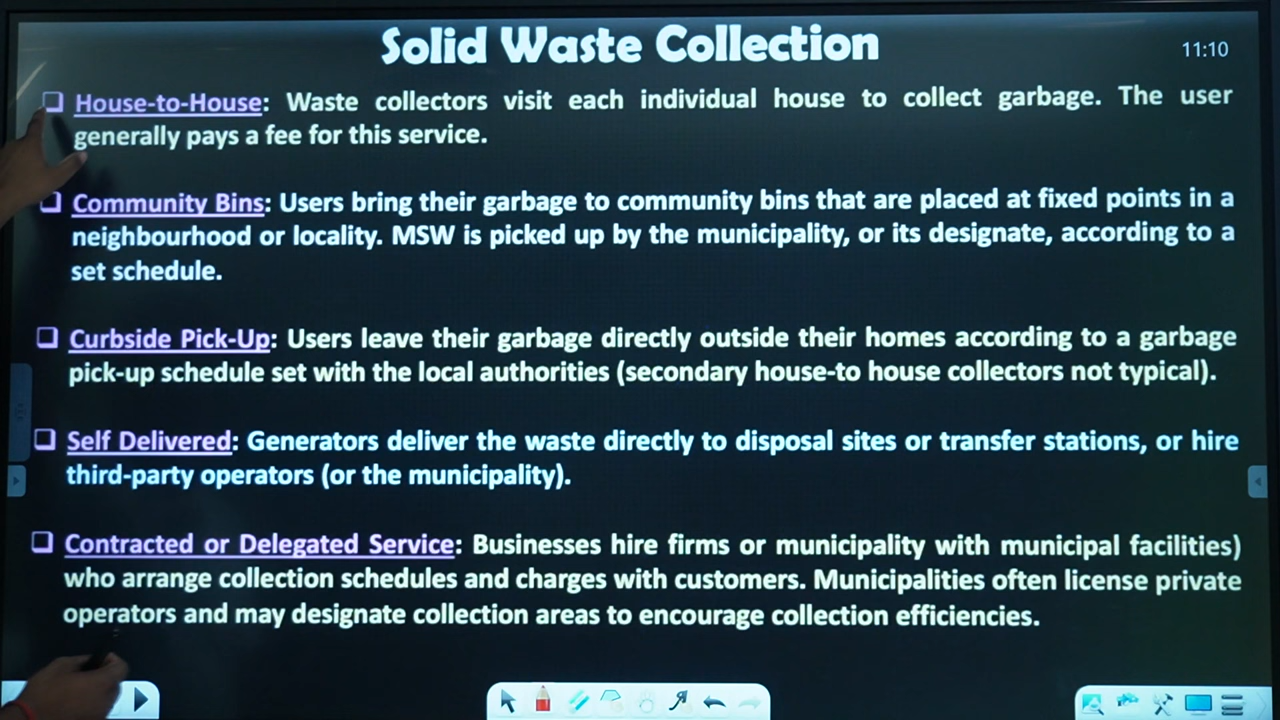 Solid Waste Collection
11:10
❑ House-to-House: Waste collectors visit each individual house to collect garbage. The user
generally pays a fee for this service.
❑ Community Bins: Users bring their garbage to community bins that are placed at fixed points in a
neighbourhood or locality. MSW is picked up by the municipality, or its designate, according to a
set schedule.
❑ Curbside Pick-Up: Users leave their garbage directly outside their homes according to a garbage
pick-up schedule set with the local authorities (secondary house-to house collectors not typical).
❑ Self Delivered: Generators deliver the waste directly to disposal sites or transfer stations, or hire
third-party operators (or the municipality).
❑ Contracted or Delegated Service: Businesses hire firms or municipality with municipal facilities)
who arrange collection schedules and charges with customers. Municipalities often license private
operators and may designate collection areas to encourage collection efficiencies.